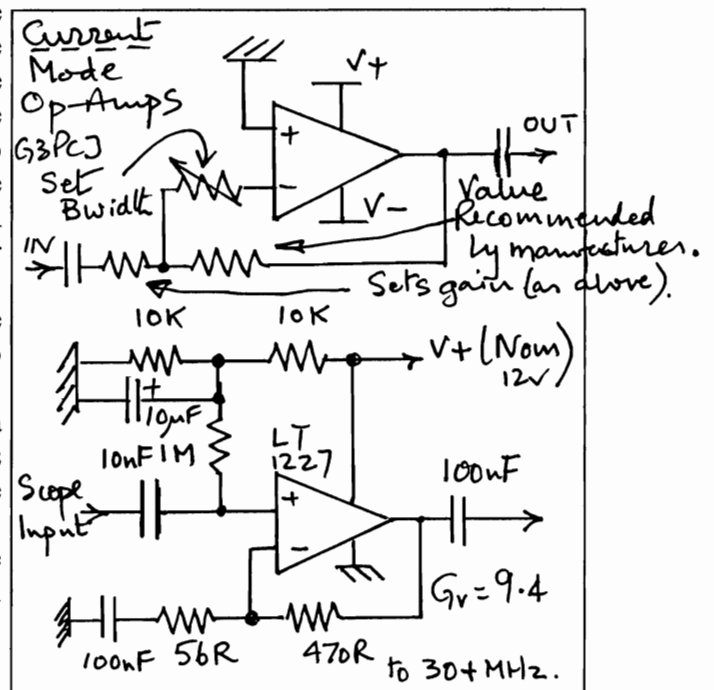 Current
Mode
Op-Amps
G3PCJ
Set
Bwidth
V+
+
-
V-
OUT
IN
Value
Recommended
by manufacturer.
Sets gain (as above).
10K
10K
V+ (Nom
12v)
+
10µF
10nF 1M
LT
1227
100nF
Scope
Input
+
-
Gv = 9.4
100nF 56R
470R
to 30+ MHz.